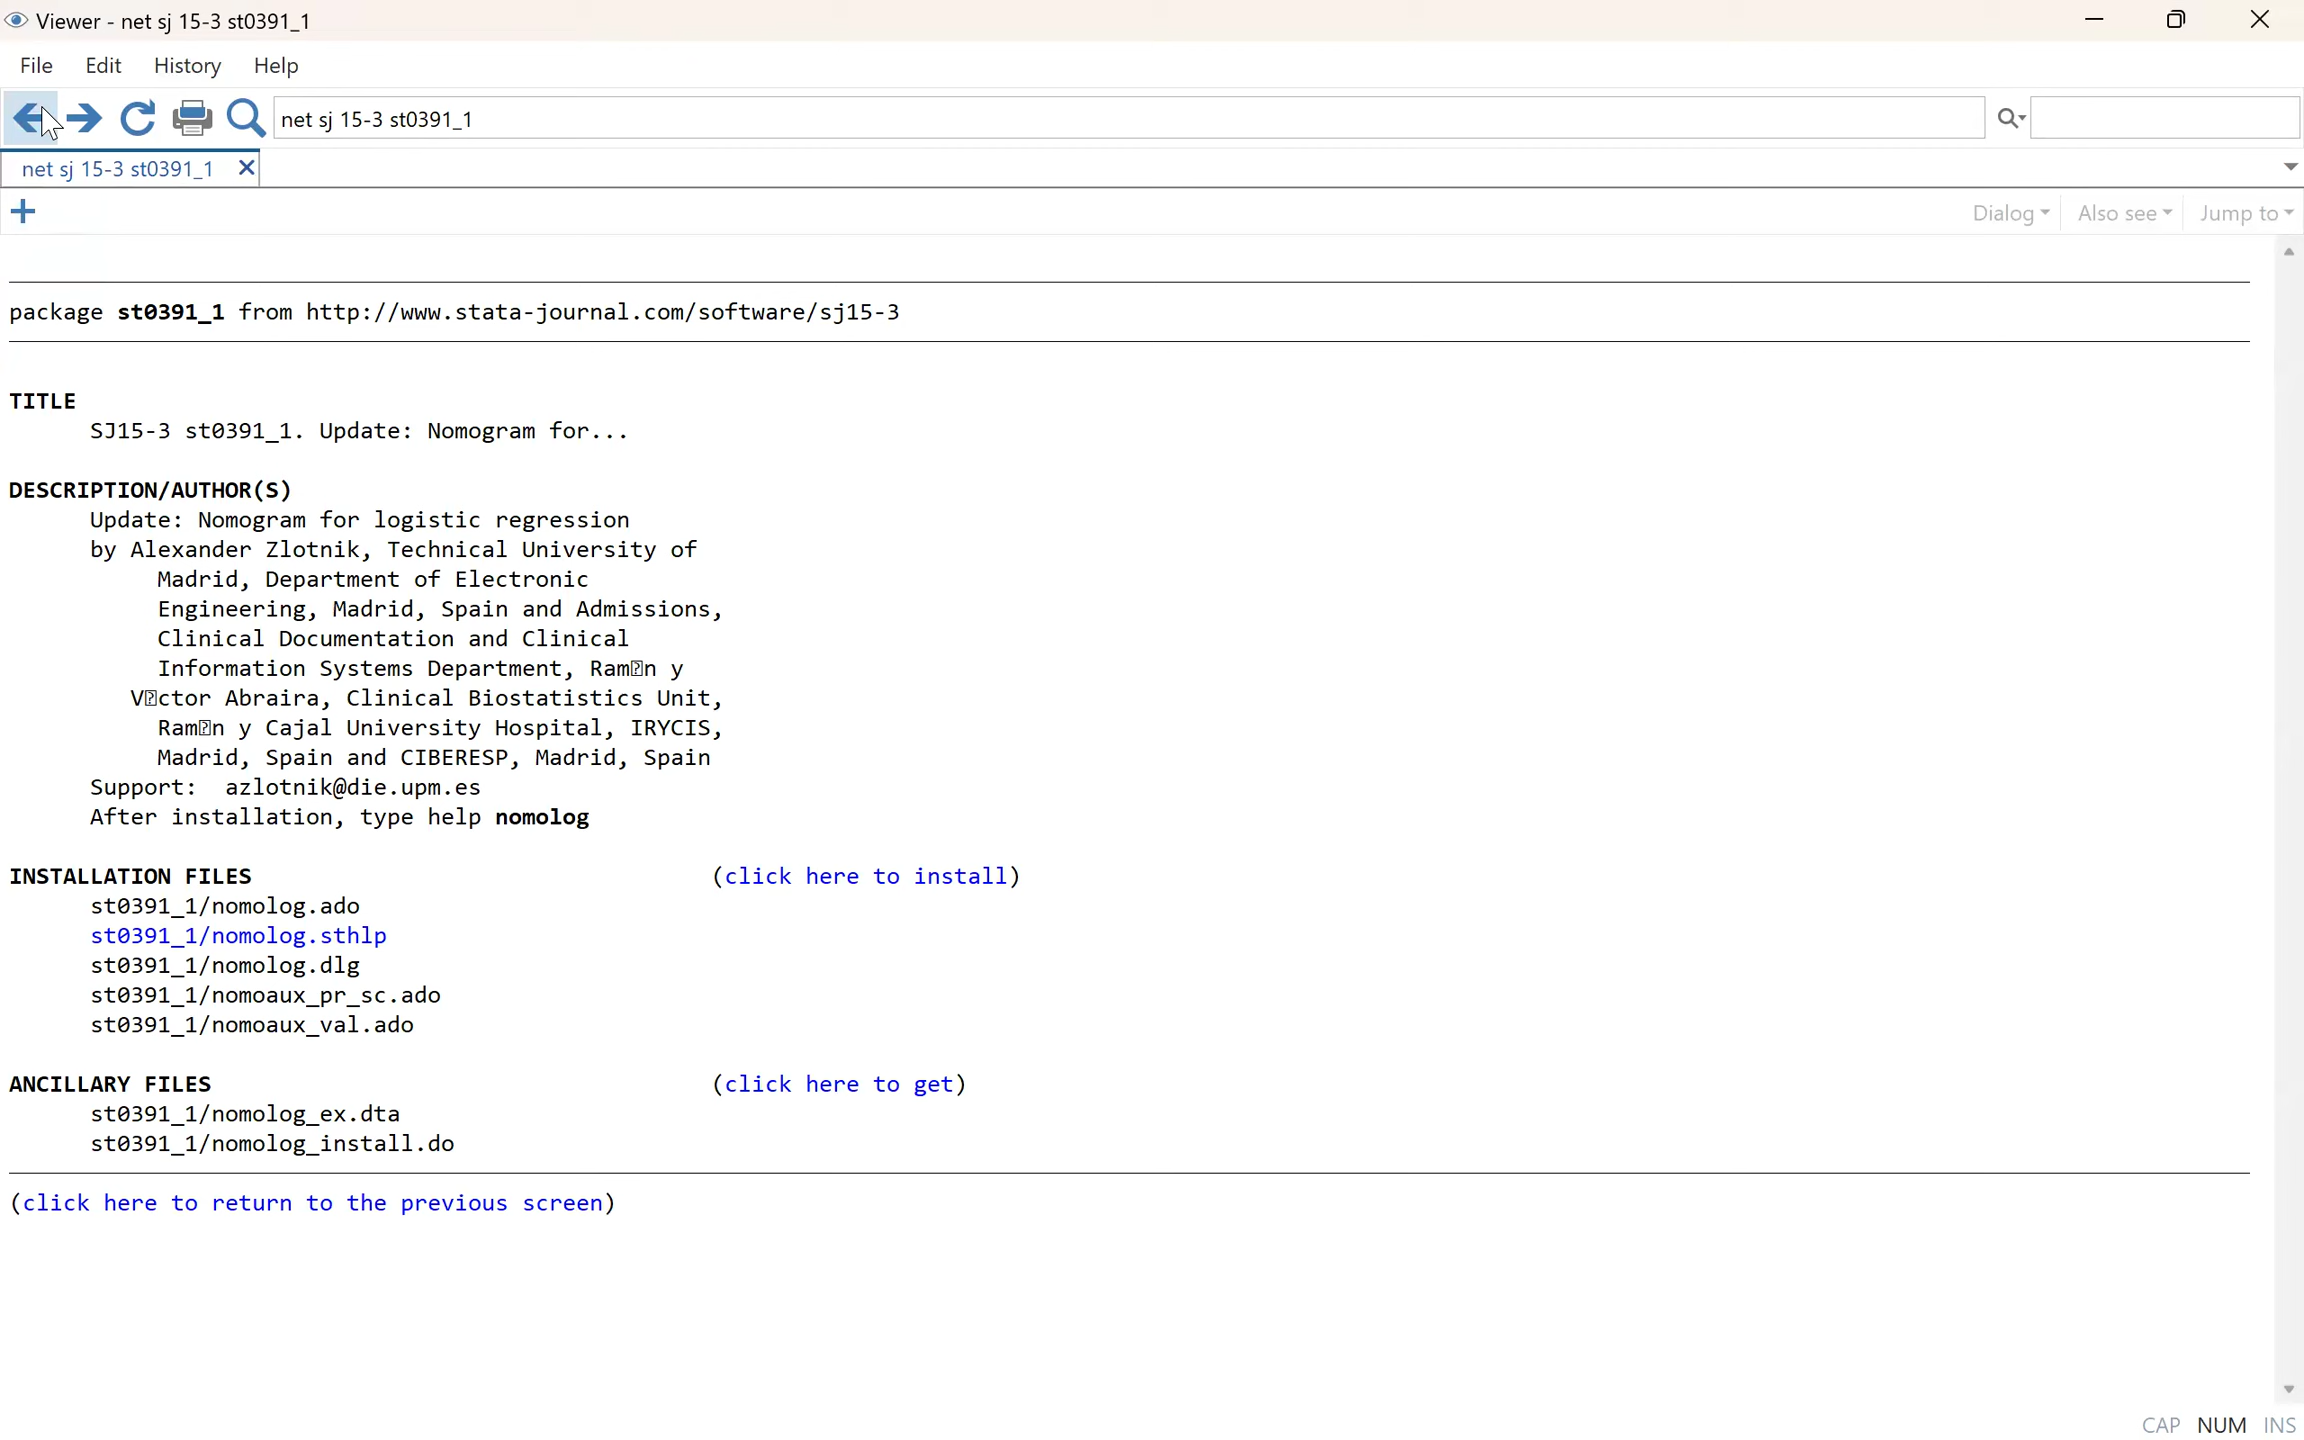 Viewer - net sj 15-3 st0391_1
File Edit History Help
net sj 15-3 st0391_1
net sj 15-3 st0391_1
Dialog Also see Jump to
package st0391_1 from http://www.stata-journal.com/software/sj15-3
TITLE
SJ15-3 st0391_1. Update: Nomogram for...
DESCRIPTION/AUTHOR(S)
Update: Nomogram for logistic regression
by Alexander Zlotnik, Technical University of
Madrid, Department of Electronic
Engineering, Madrid, Spain and Admissions,
Clinical Documentation and Clinical
Information Systems Department, Ram�n y
V�ctor Abraira, Clinical Biostatistics Unit,
Ram�n y Cajal University Hospital, IRYCIS,
Madrid, Spain and CIBERESP, Madrid, Spain
Support: azlotnik@die.upm.es
After installation, type help nomolog
INSTALLATION FILES (click here to install)
st0391_1/nomolog.ado
st0391_1/nomolog.sthlp
st0391_1/nomolog.dlg
st0391_1/nomoaux_pr_sc.ado
st0391_1/nomoaux_val.ado
ANCILLARY FILES (click here to get)
st0391_1/nomolog_ex.dta
st0391_1/nomolog_install.do
(click here to return to the previous screen)
CAP NUM INS